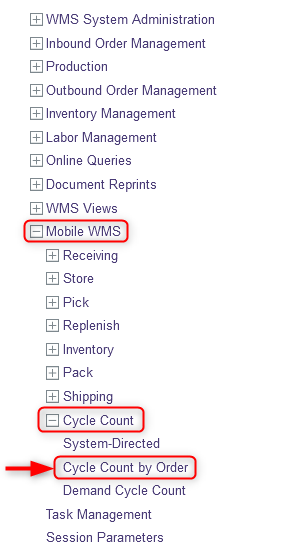 WMS System Administration
Inbound Order Management
Production
Outbound Order Management
Inventory Management
Labor Management
Online Queries
Document Reprints
WMS Views
Mobile WMS
Receiving
Store
Pick
Replenish
Inventory
Pack
Shipping
Cycle Count
System-Directed
Cycle Count by Order
Demand Cycle Count
Task Management
Session Parameters